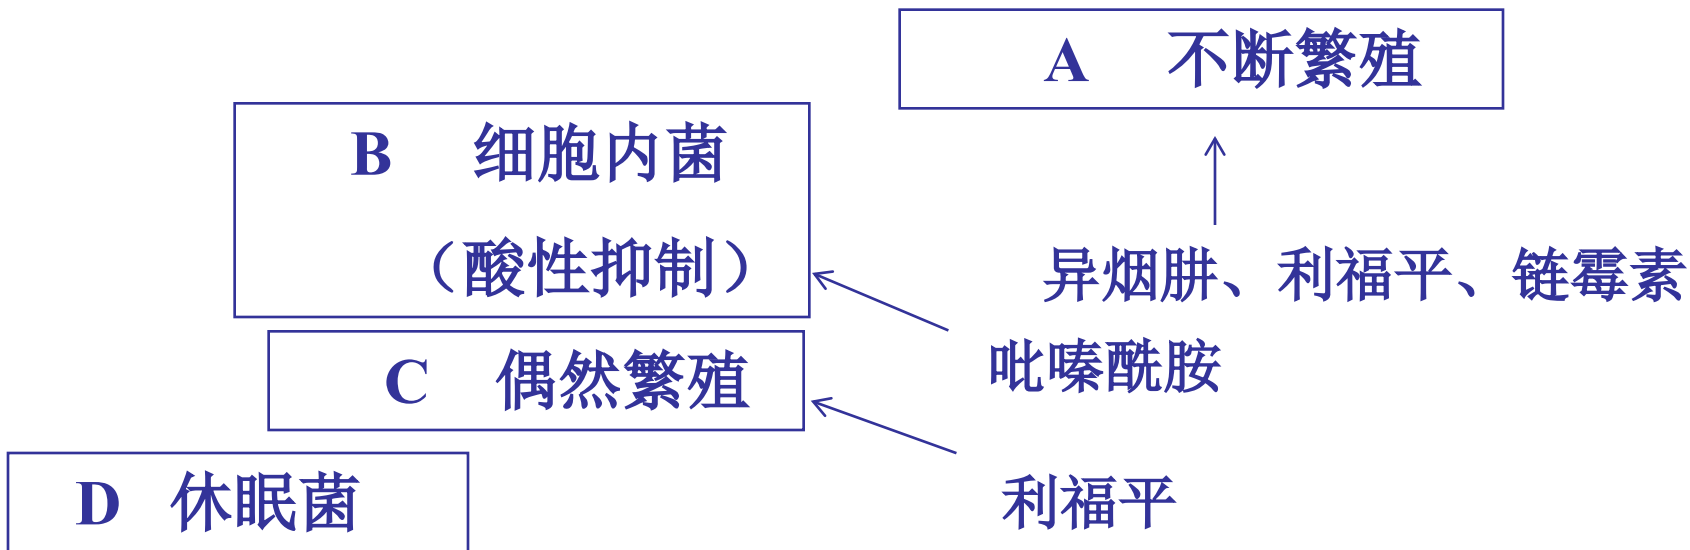 A 不断繁殖
B 细胞内菌
（酸性抑制）
异烟肼、利福平、链霉素
吡嗪酰胺
C 偶然繁殖
利福平
D 休眠菌